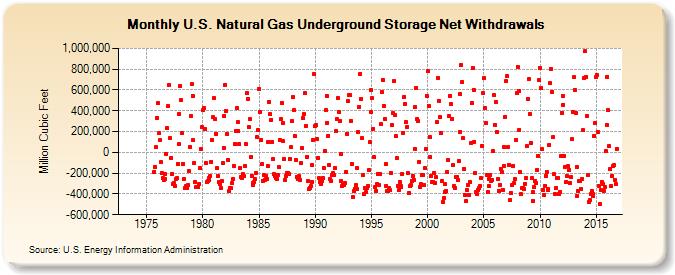 Monthly U.S. Natural Gas Underground Storage Net Withdrawals
Million Cubic Feet
1,000,000
800,000
600,000
400,000
200,000
0
-200,000
-400,000
-600,000
1975 1980 1985 1990 1995 2000 2005 2010 2015
Source: U.S. Energy Information Administration